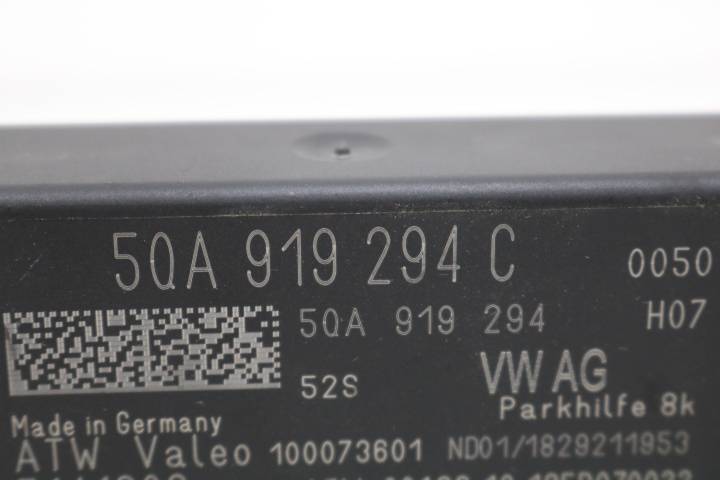 5QA 919 294 C 0050
5QA 919 294 H07
52S VW AG
Parkhilfe 8k
Made in Germany
ATW Valeo 100073601 ND01/1829211953